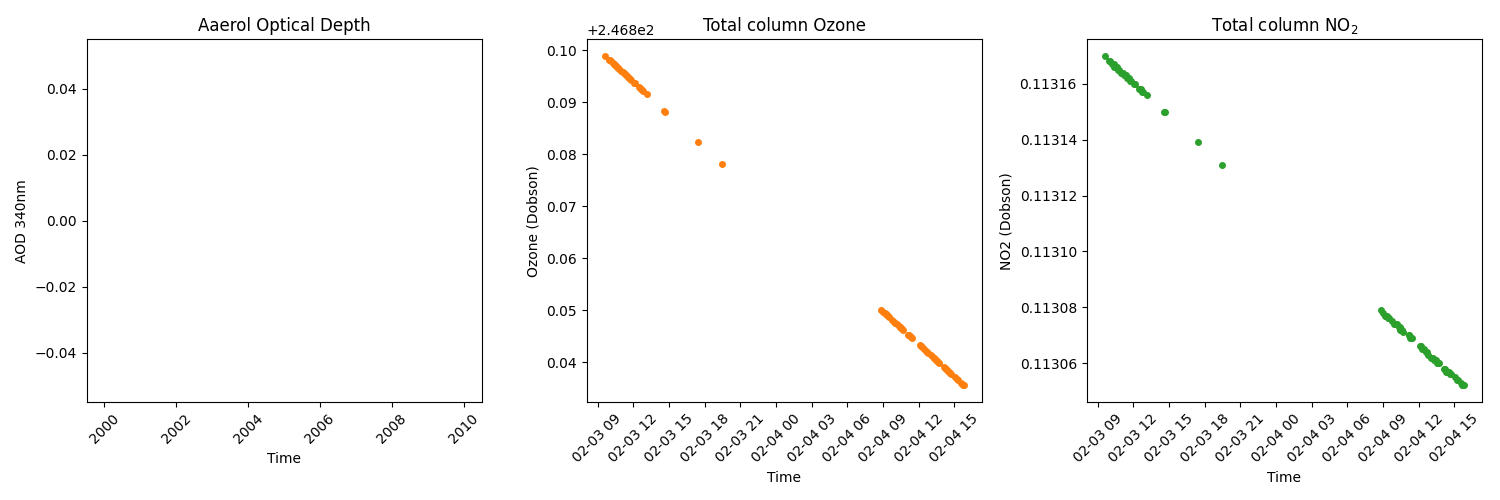 Aaerol Optical Depth
AOD 340nm
0.04
0.02
0.00
−0.02
−0.04
2000 2002 2004 2006 2008 2010
Time
Total column Ozone
+2.468e2
Ozone (Dobson)
0.10
0.09
0.08
0.07
0.06
0.05
0.04
02-03 09 02-03 12 02-03 15 02-03 18 02-03 21 02-04 00 02-04 03 02-04 06 02-04 09 02-04 12 02-04 15
Time
Total column NO₂
NO2 (Dobson)
0.11316
0.11314
0.11312
0.11310
0.11308
0.11306
02-03 09 02-03 12 02-03 15 02-03 18 02-03 21 02-04 00 02-04 03 02-04 06 02-04 09 02-04 12 02-04 15
Time